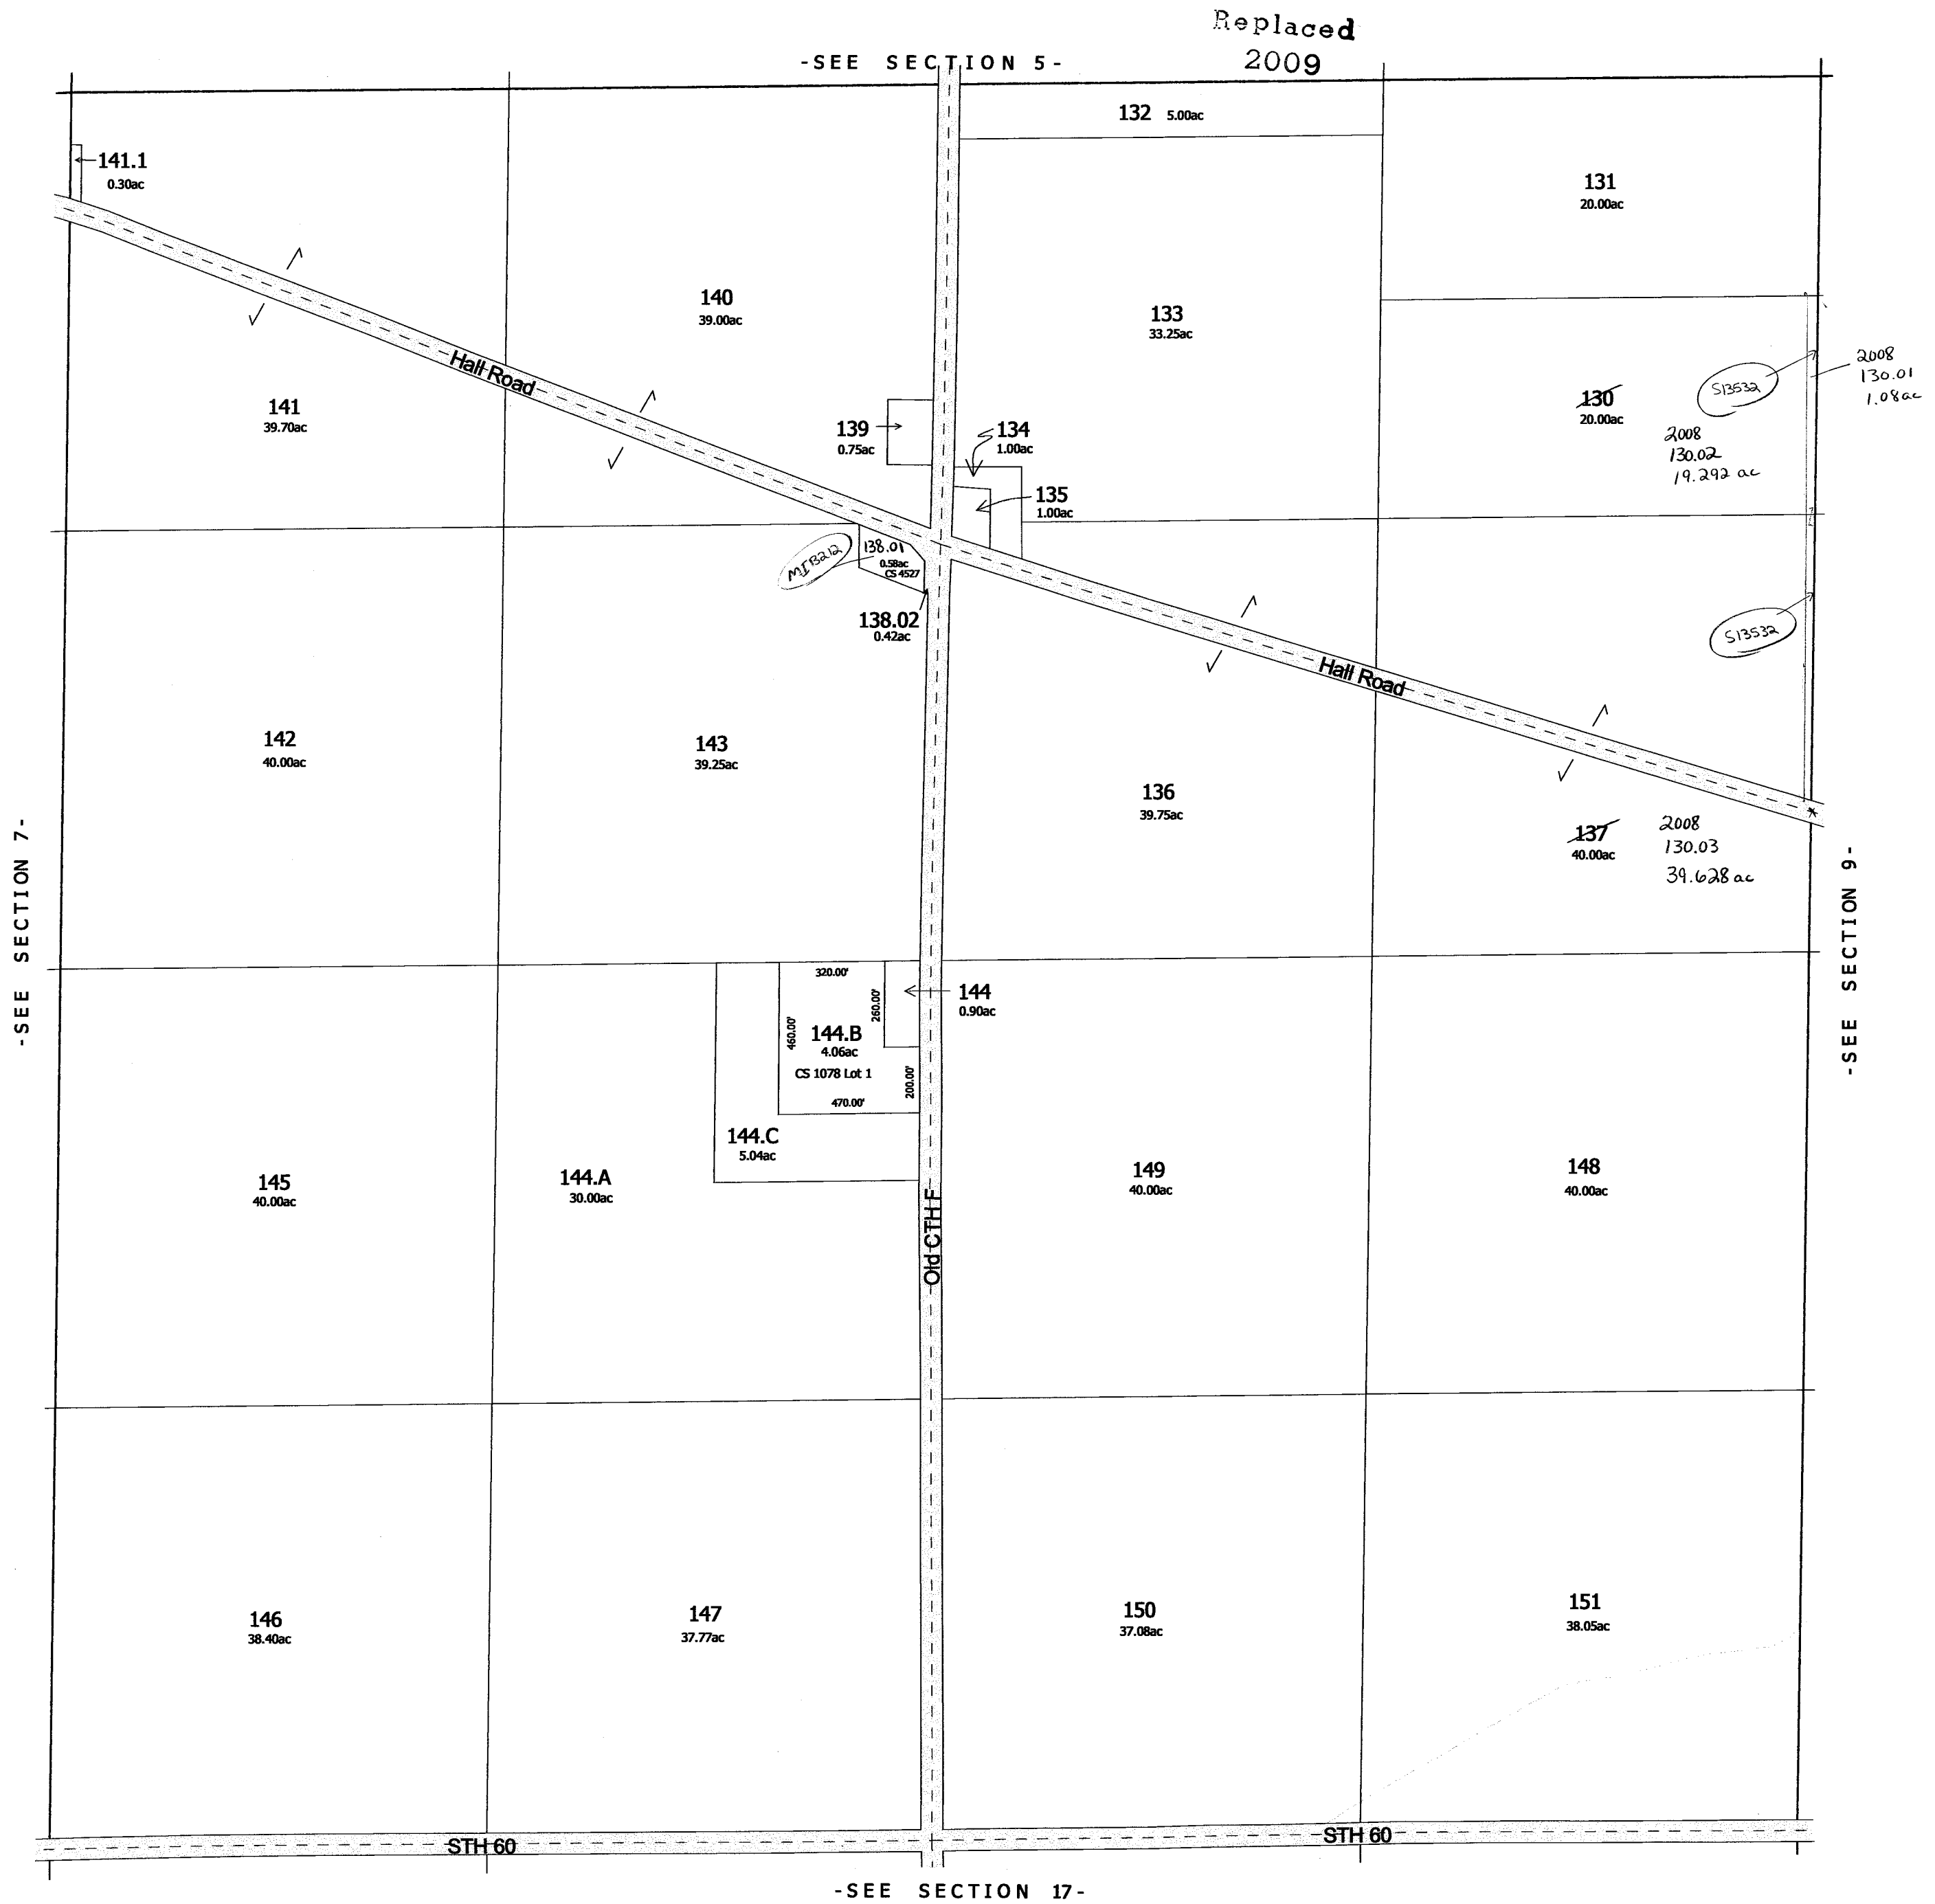 Replaced
2009
-SEE SECTION 5-
132 5.00ac
141.1
0.30ac
131
20.00ac
140
39.00ac
133
33.25ac
Hall Road
141
39.70ac
139
0.75ac
134
1.00ac
135
1.00ac
130
20.00ac
S13532
2008
130.01
1.08ac
2008
130.02
19.292 ac
MIB212
138.01
0.58ac
CS 4527
138.02
0.42ac
S13532
Hall Road
142
40.00ac
143
39.25ac
136
39.75ac
137
40.00ac
2008
130.03
39.628 ac
-SEE SECTION 7-
-SEE SECTION 9-
320.00'
260.00'
460.00'
144.B
4.06ac
CS 1078 Lot 1
200.00'
470.00'
144
0.90ac
144.C
5.04ac
145
40.00ac
144.A
30.00ac
149
40.00ac
148
40.00ac
Old CTH F
146
38.40ac
147
37.77ac
150
37.08ac
151
38.05ac
STH 60
STH 60
-SEE SECTION 17-